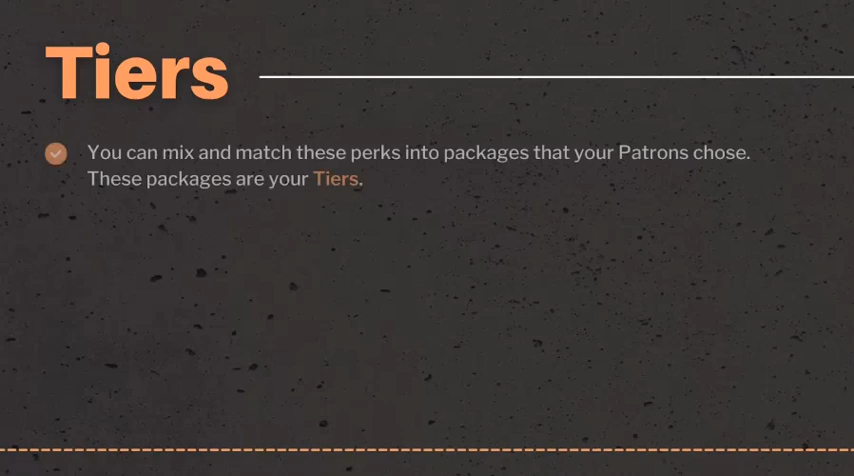 Tiers
You can mix and match these perks into packages that your Patrons chose.
These packages are your Tiers.